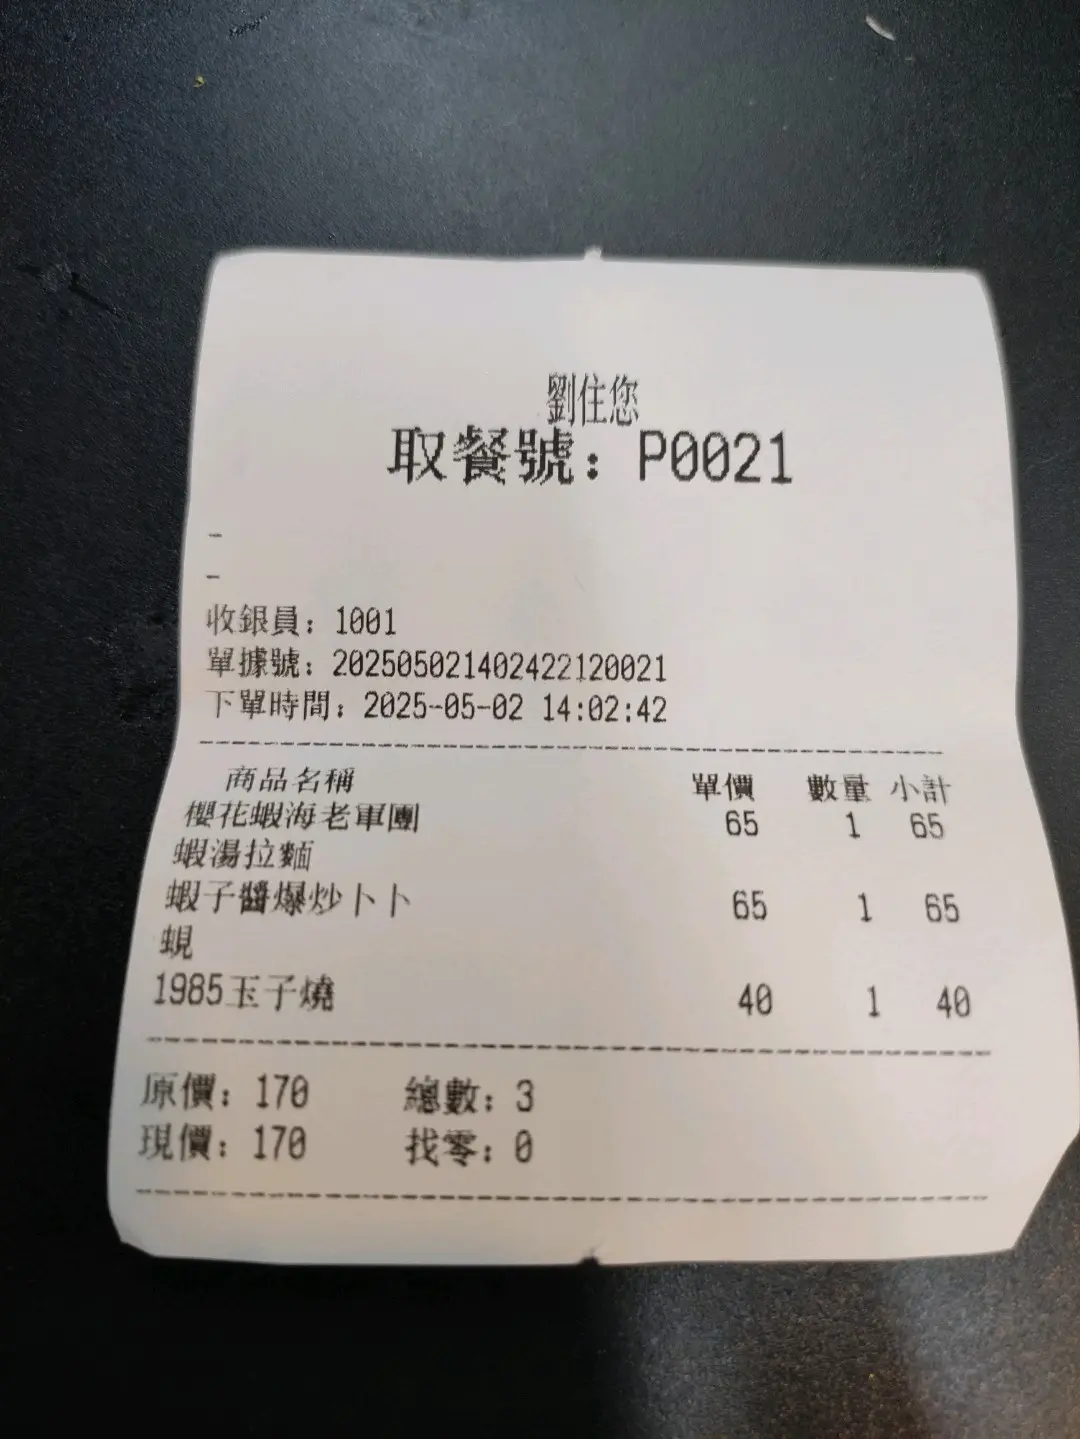 劉住您
取餐號：P0021
-
-
收銀員：1001
單據號：202505021402422120021
下單時間：2025-05-02 14:02:42
商品名稱 單價 數量 小計
櫻花蝦海老軍團 65 1 65
蝦湯拉麵
蝦子醬爆炒卜卜 65 1 65
蜆
1985玉子燒 40 1 40
原價：170 總數：3
現價：170 找零：0